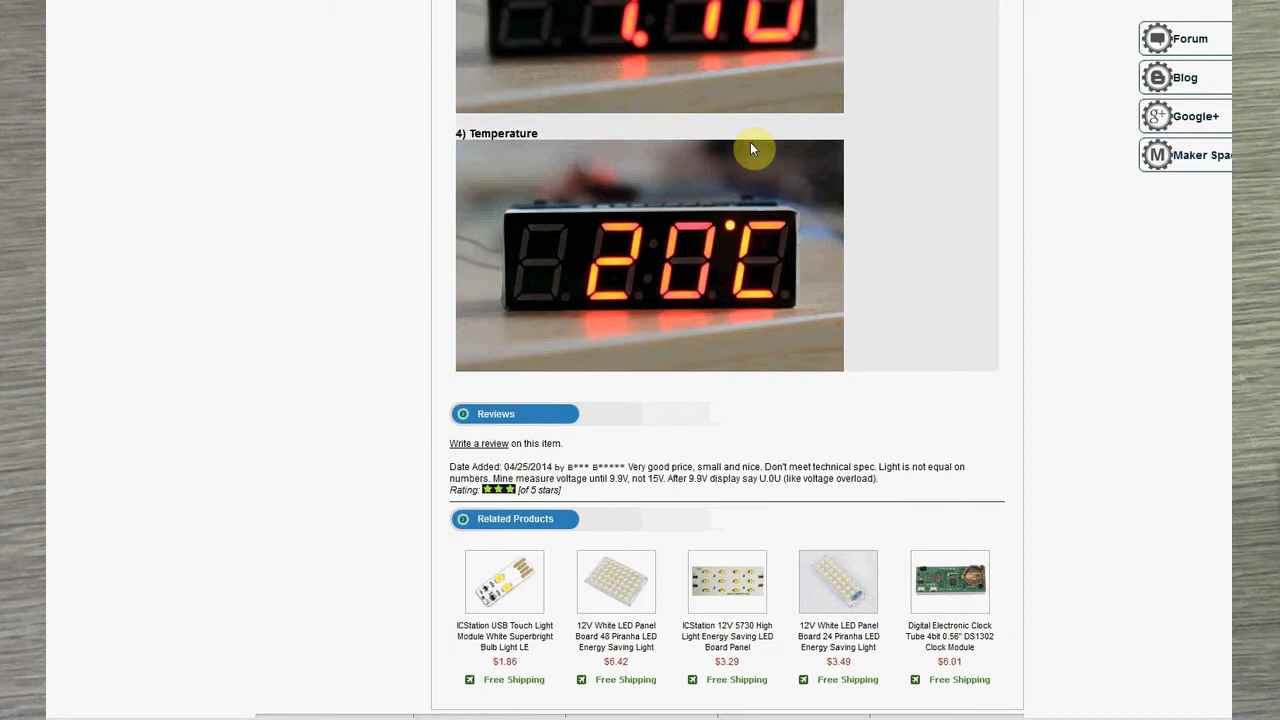 1.10
Forum
Blog
Google+
Maker Spa
4) Temperature
20°C
Reviews
Write a review on this item.
Date Added: 04/25/2014 by B*** B***** Very good price, small and nice. Don't meet technical spec. Light is not equal on
numbers. Mine measure voltage until 9.9V, not 15V. After 9.9V display say U.0U (like voltage overload).
Rating: [of 5 stars]
Related Products
ICStation USB Touch Light
Module White Superbright
Bulb Light LE
$1.86
Free Shipping
12V White LED Panel
Board 48 Piranha LED
Energy Saving Light
$6.42
Free Shipping
ICStation 12V 5730 High
Light Energy Saving LED
Board Panel
$3.29
Free Shipping
12V White LED Panel
Board 24 Piranha LED
Energy Saving Light
$3.49
Free Shipping
Digital Electronic Clock
Tube 4bit 0.56" DS1302
Clock Module
$6.01
Free Shipping